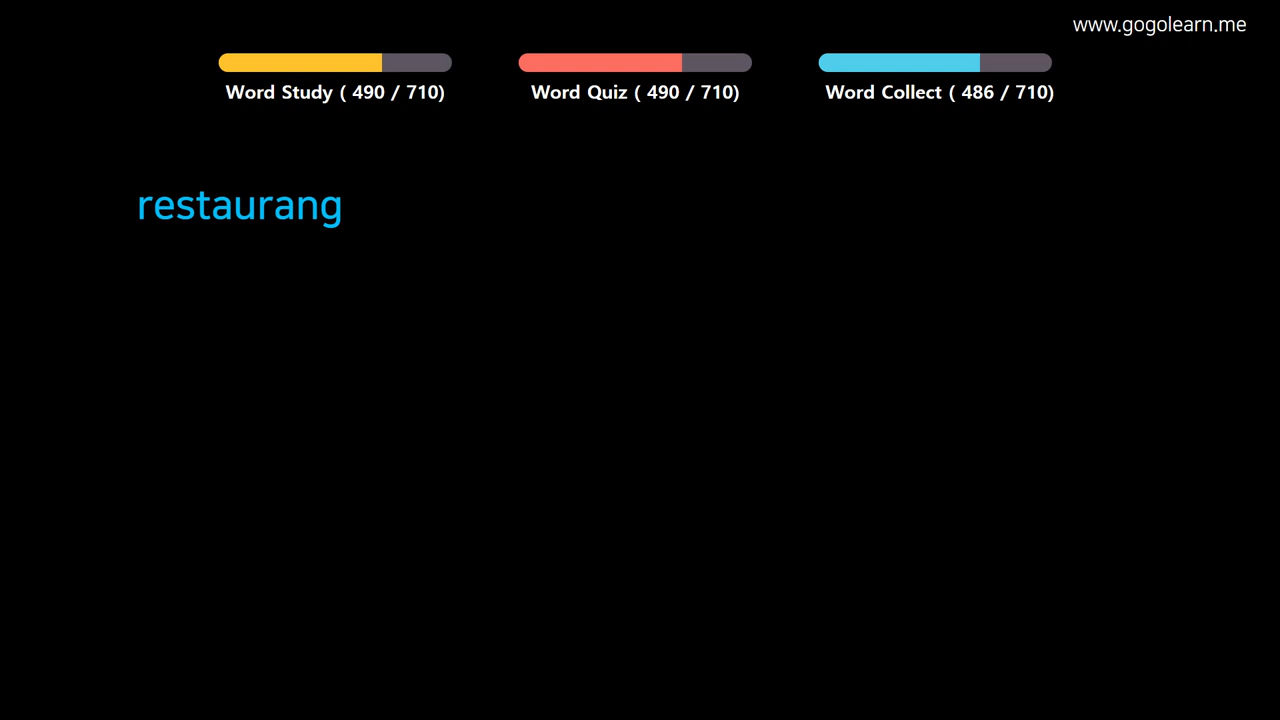 www.gogolearn.me
Word Study ( 490 / 710)
Word Quiz ( 490 / 710)
Word Collect ( 486 / 710)
restaurang